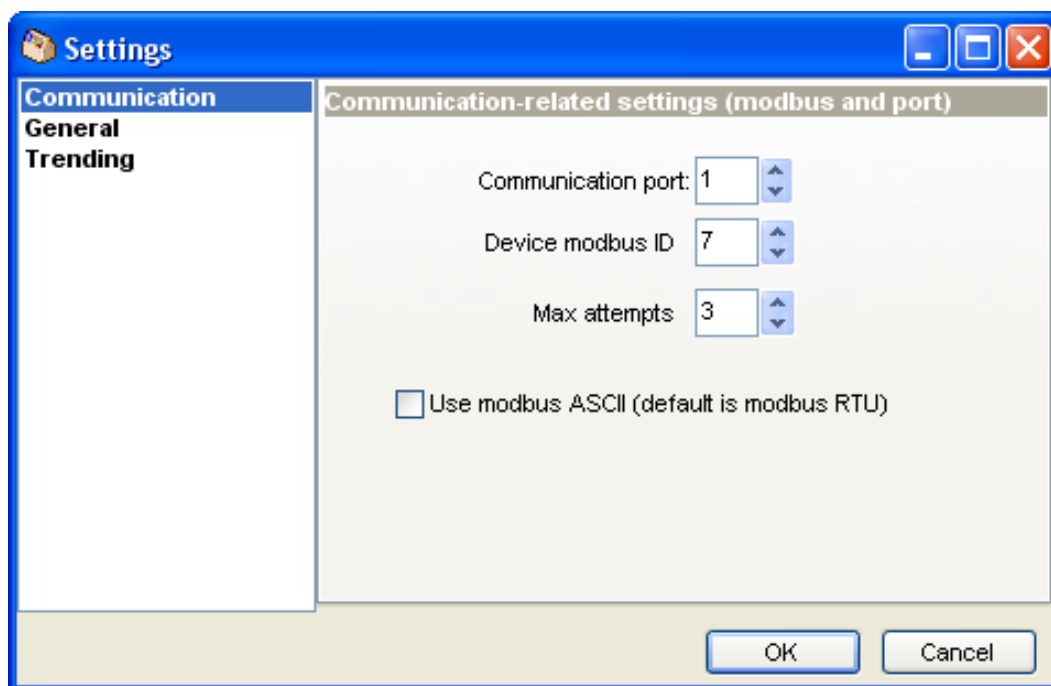 Settings
Communication
General
Trending
Communication-related settings (modbus and port)
Communication port: 1
Device modbus ID 7
Max attempts 3
Use modbus ASCII (default is modbus RTU)
OK Cancel